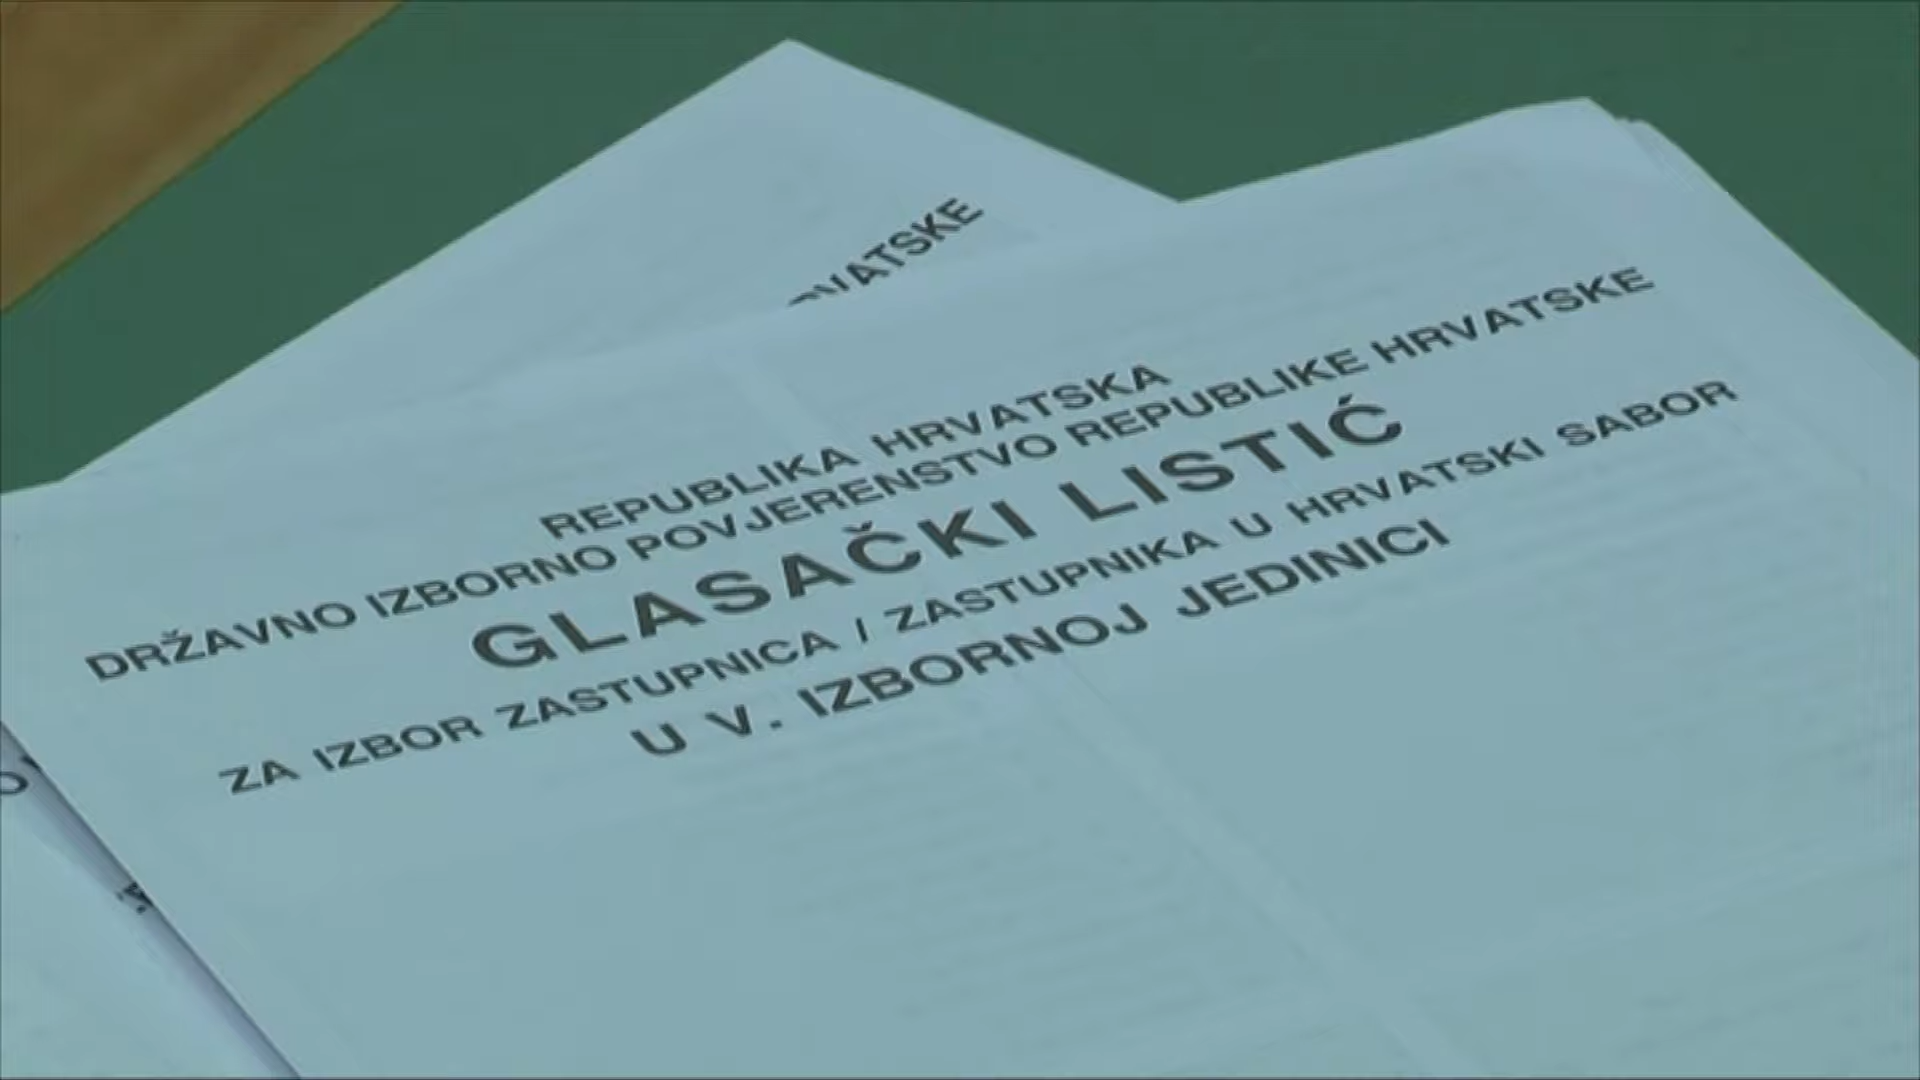 REPUBLIKA HRVATSKA
DRŽAVNO IZBORNO POVJERENSTVO REPUBLIKE HRVATSKE
GLASAČKI LISTIĆ
ZA IZBOR ZASTUPNICA / ZASTUPNIKA U HRVATSKI SABOR
U V. IZBORNOJ JEDINICI